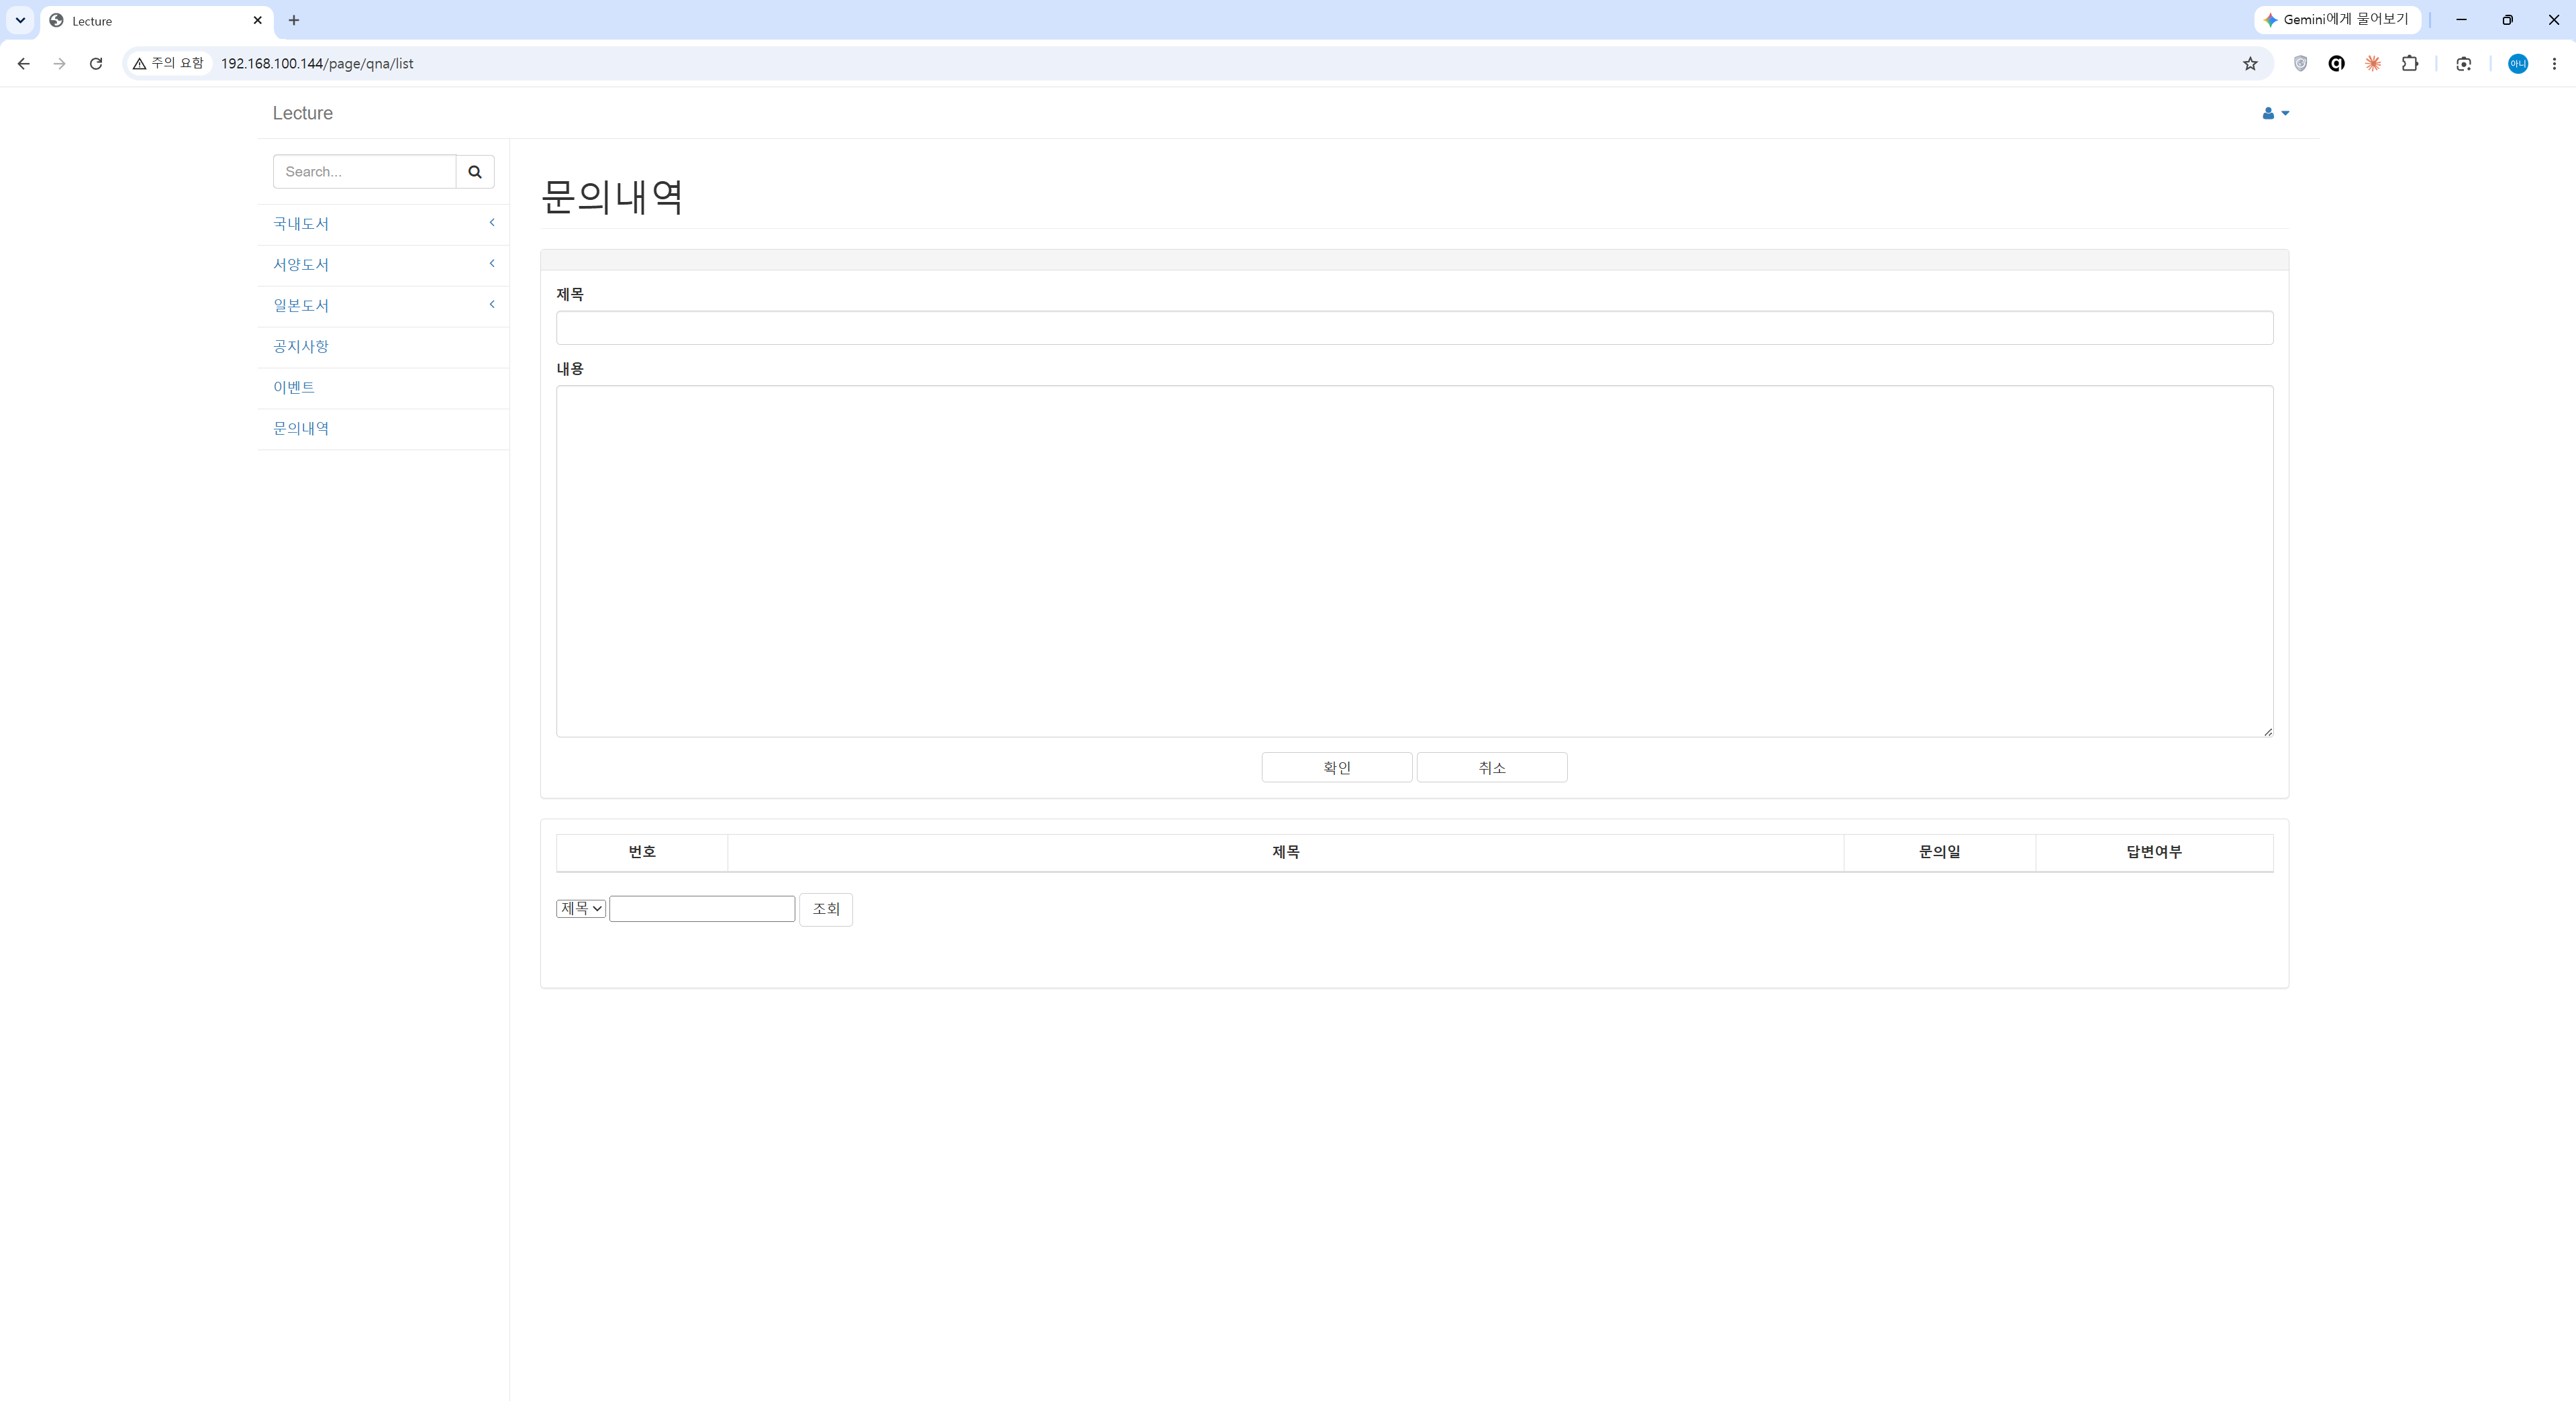 Lecture
Gemini에게 물어보기
주의 요함
192.168.100.144/page/qna/list
아니
Lecture
Search...
국내도서
서양도서
일본도서
공지사항
이벤트
문의내역
문의내역
제목
내용
확인 취소
번호 제목 문의일 답변여부
제목 조회